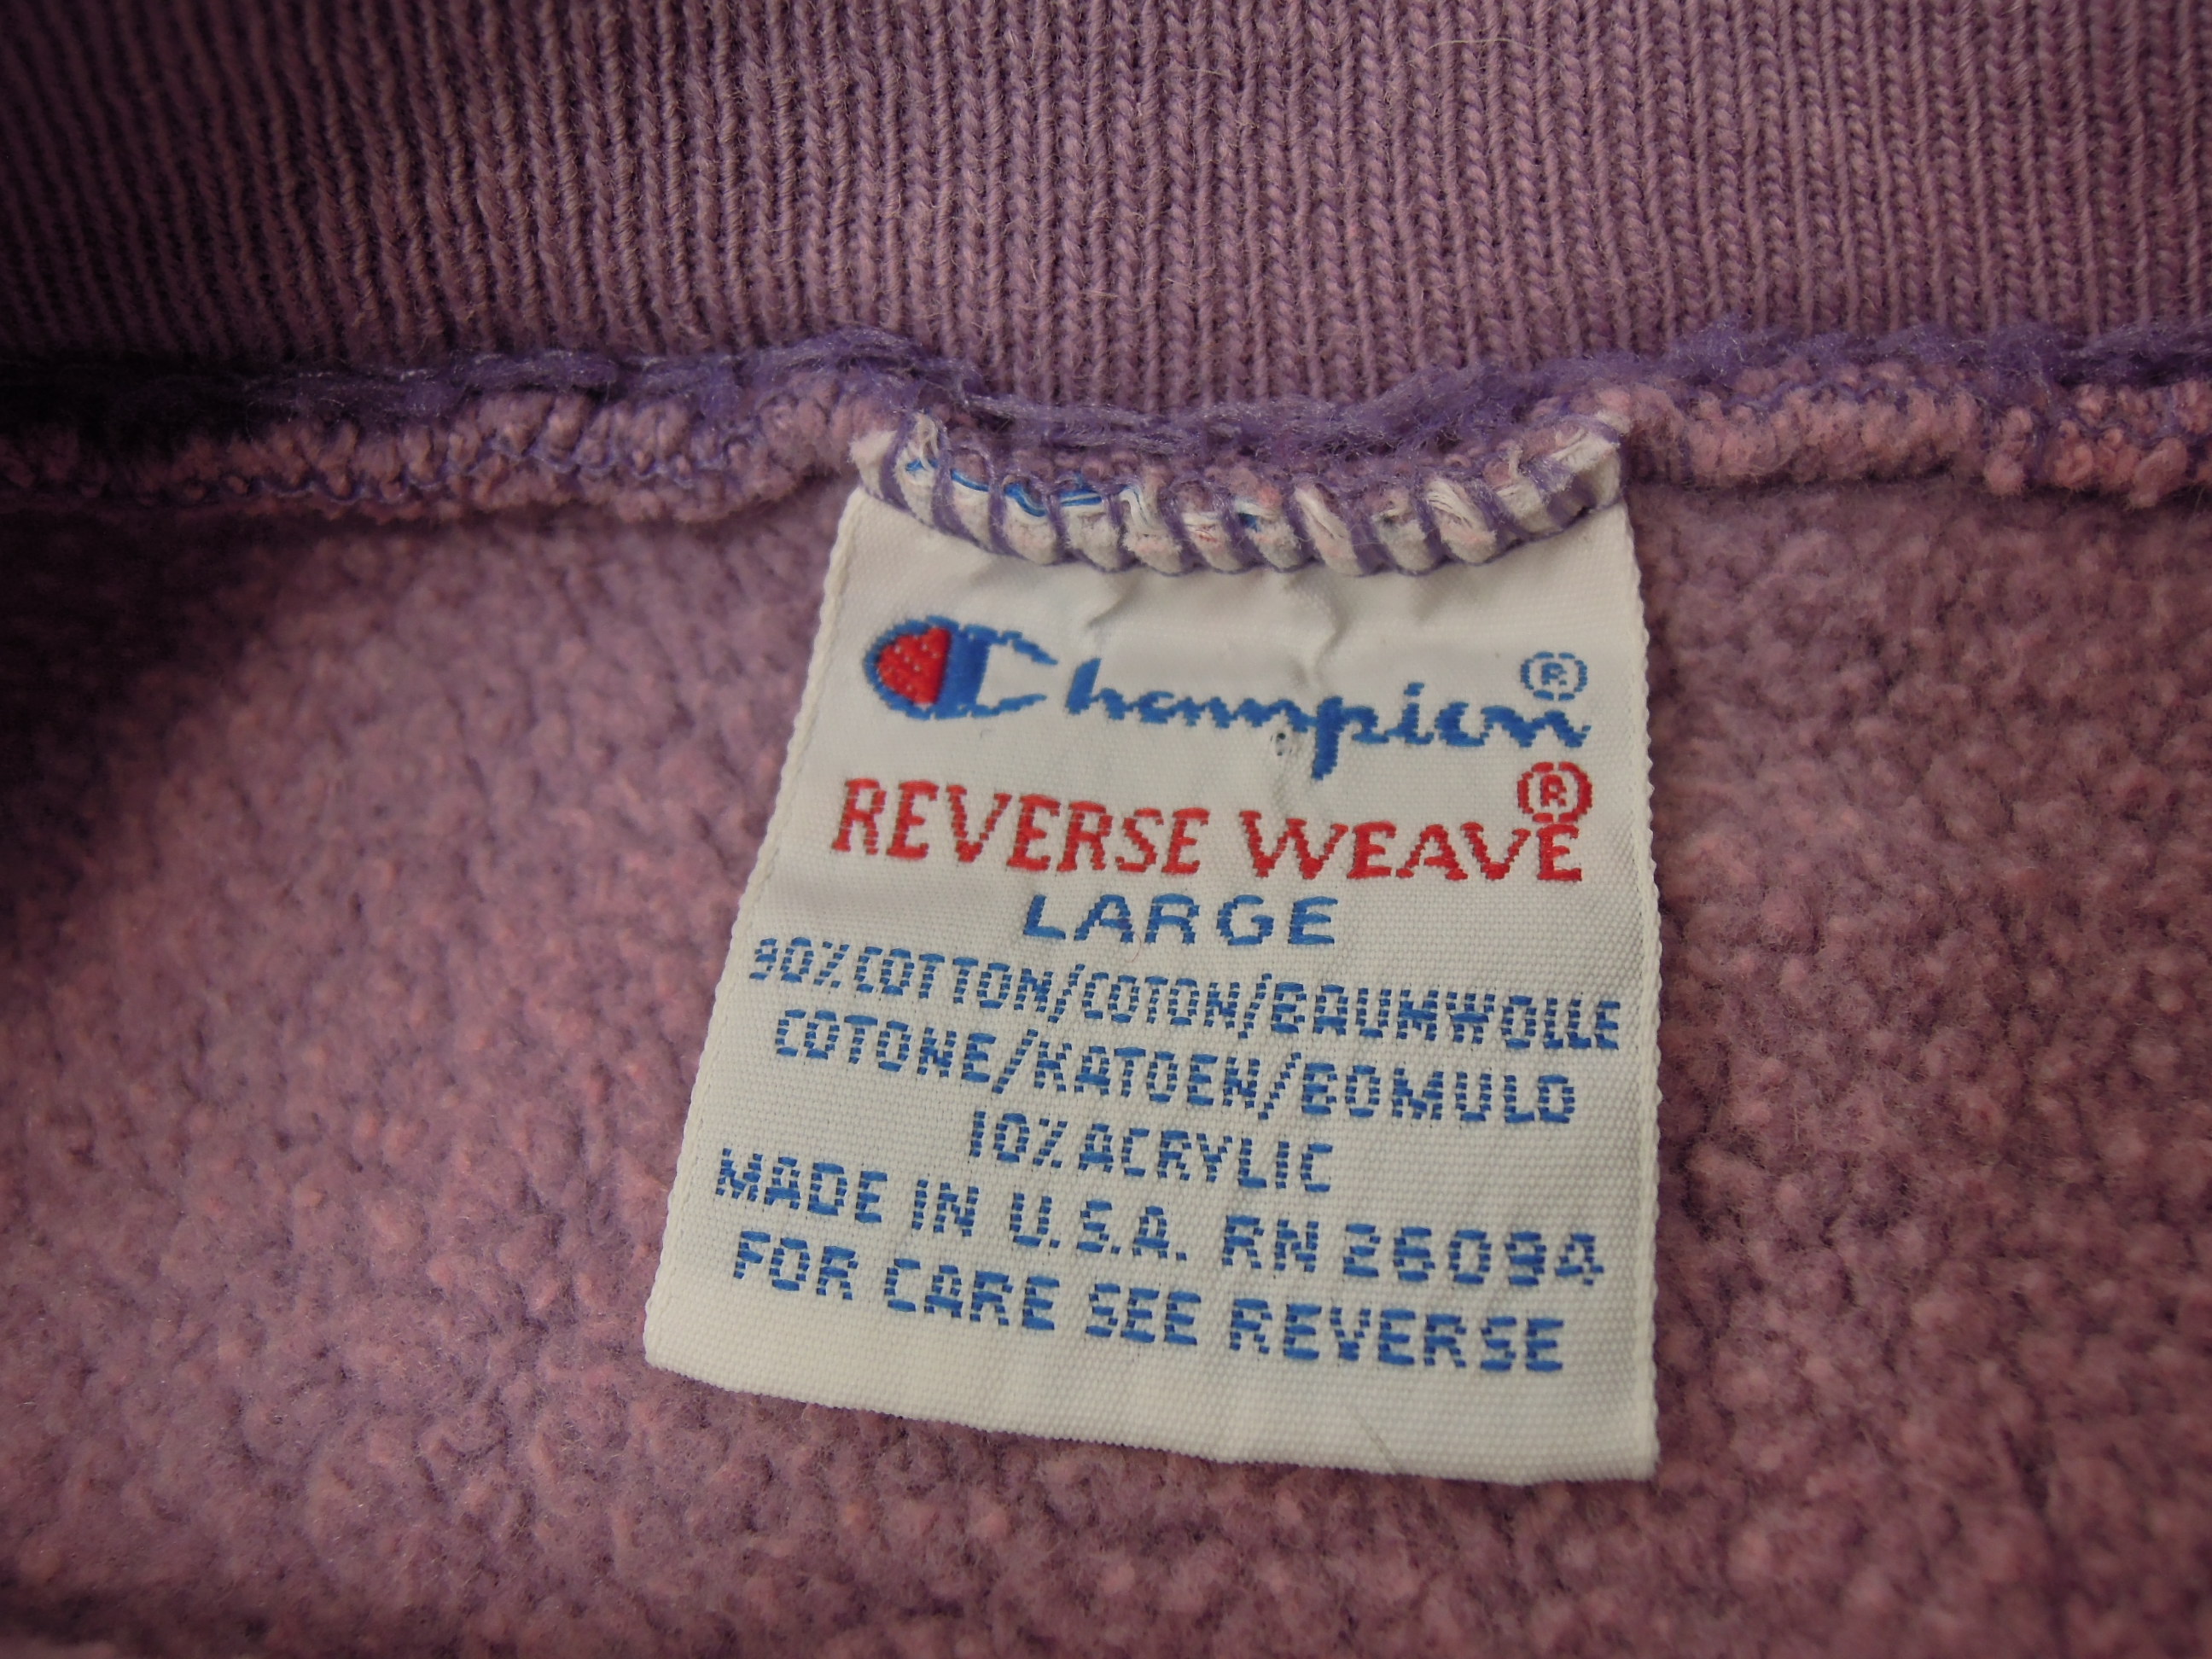 Champion®
REVERSE WEAVE®
LARGE
90% COTTON/COTON/BAUMWOLLE
COTONE/KATOEN/BOMULD
10% ACRYLIC
MADE IN U.S.A. RN 26094
FOR CARE SEE REVERSE